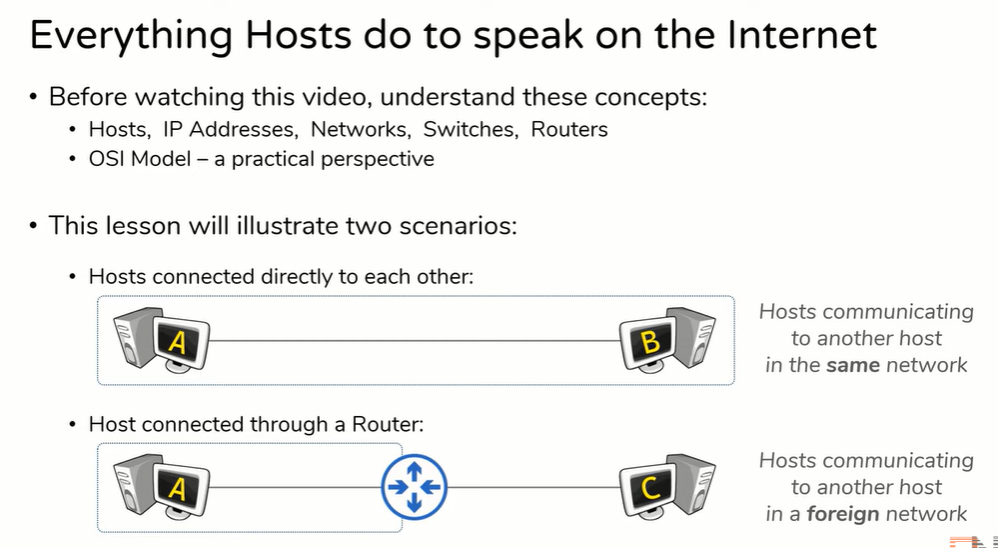 Everything Hosts do to speak on the Internet
• Before watching this video, understand these concepts:
• Hosts, IP Addresses, Networks, Switches, Routers
• OSI Model – a practical perspective
• This lesson will illustrate two scenarios:
• Hosts connected directly to each other:
A
B
Hosts communicating
to another host
in the same network
• Host connected through a Router:
A
C
Hosts communicating
to another host
in a foreign network